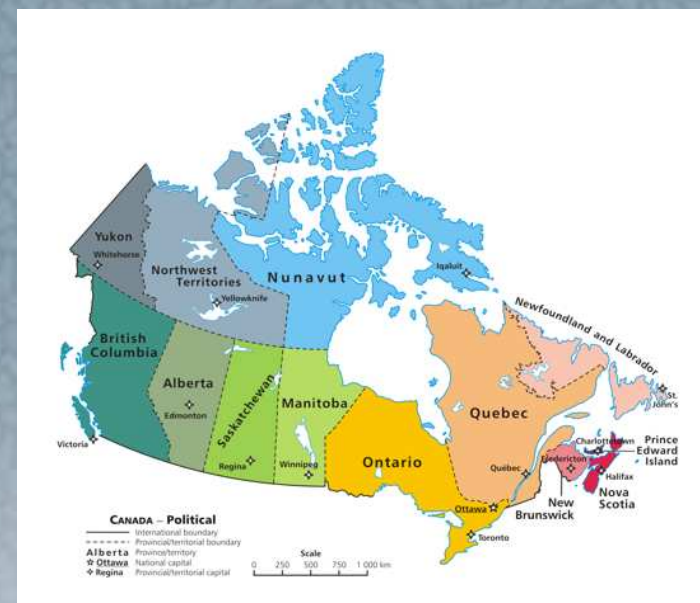 Yukon
Whitehorse
Northwest
Territories
Yellowknife
Nunavut
Iqaluit
Newfoundland and Labrador
St.
John's
British
Columbia
Victoria
Alberta
Edmonton
Saskatchewan
Regina
Manitoba
Winnipeg
Ontario
Ottawa
Toronto
Quebec
Québec
Charlottetown
Prince
Edward
Island
Fredericton
Halifax
Nova
Scotia
New
Brunswick
CANADA – Political
International boundary
Provincial/territorial boundary
Alberta Province/territory
Ottawa National capital
Regina Provincial/territorial capital
Scale
0 250 500 750 1 000 km